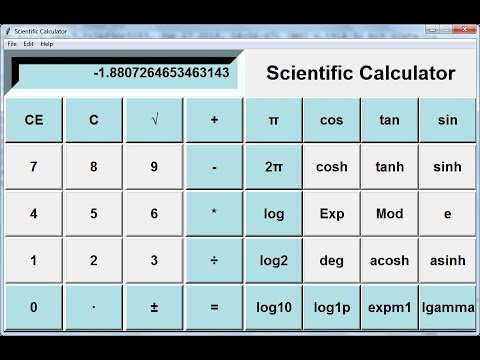 Scientific Calculator
File Edit Help
-1.8807264653463143 Scientific Calculator
CE C √ + π cos tan sin
7 8 9 - 2π cosh tanh sinh
4 5 6 * log Exp Mod e
1 2 3 ÷ log2 deg acosh asinh
0 · ± = log10 log1p expm1 lgamma